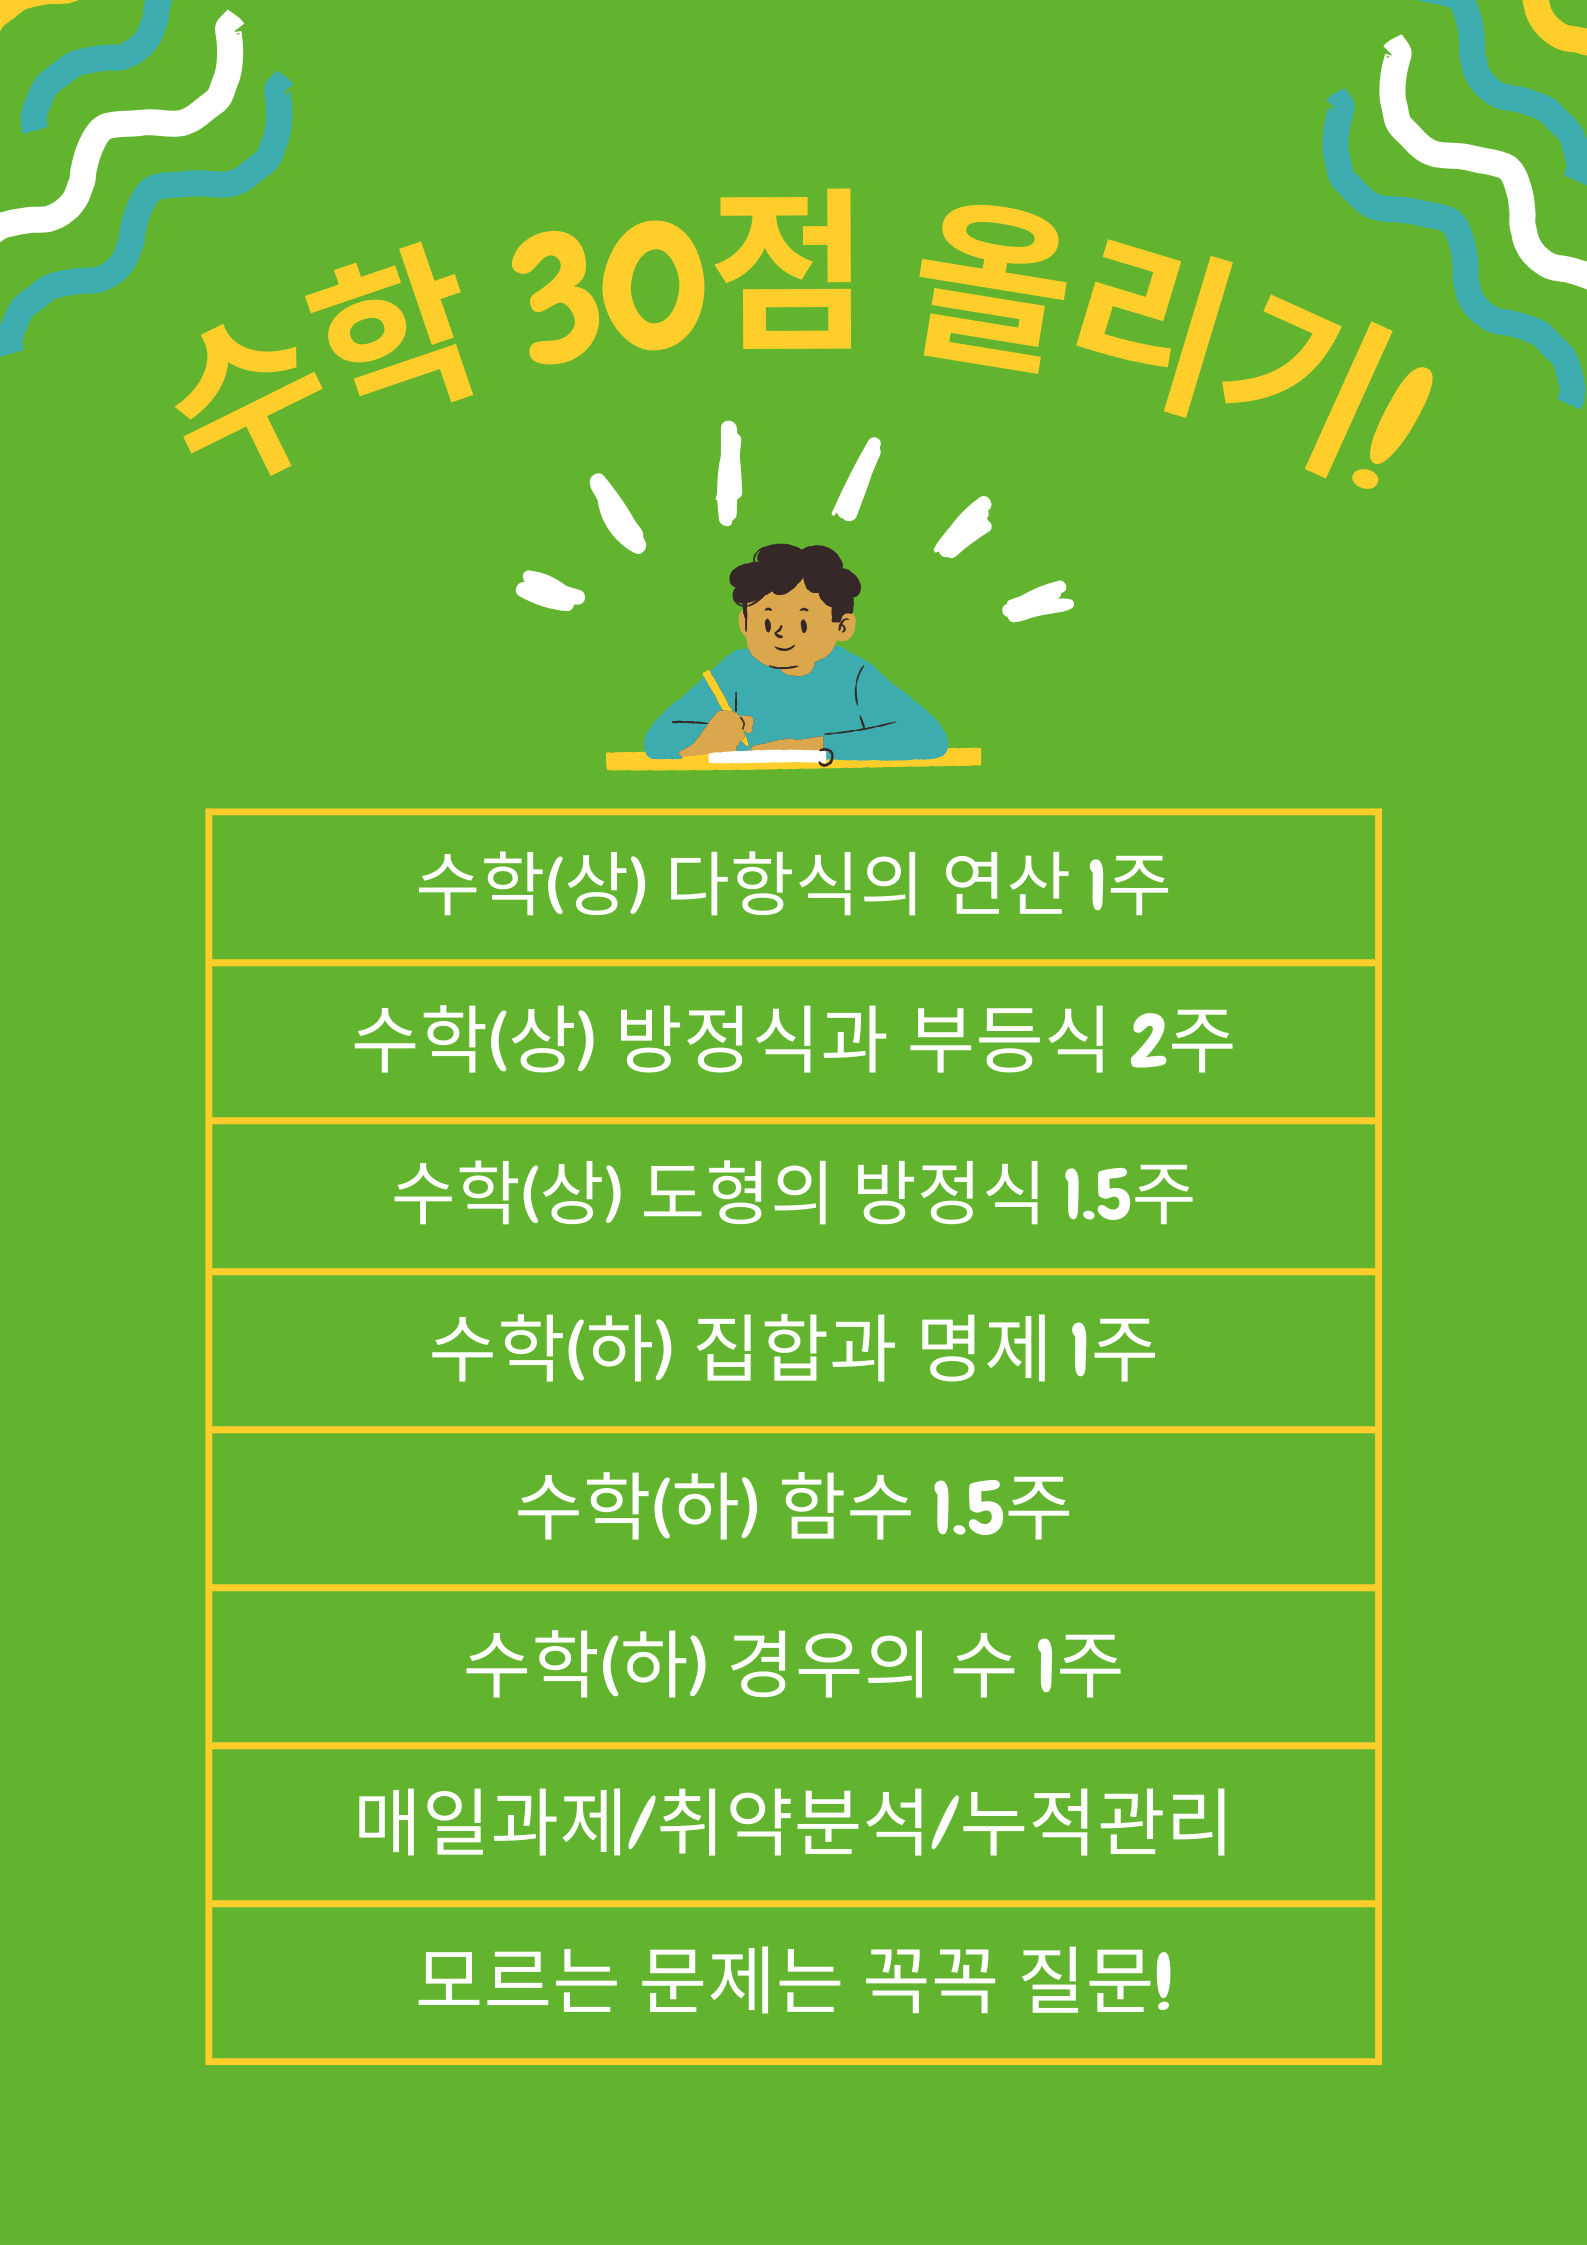 수학 30점 올리기!
수학(상) 다항식의 연산 1주
수학(상) 방정식과 부등식 2주
수학(상) 도형의 방정식 1.5주
수학(하) 집합과 명제 1주
수학(하) 함수 1.5주
수학(하) 경우의 수 1주
매일과제/취약분석/누적관리
모르는 문제는 꼭꼭 질문!